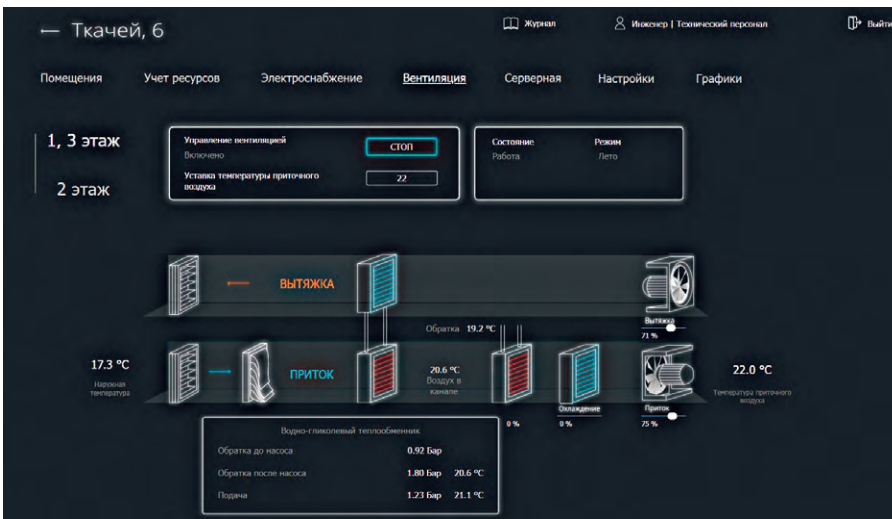 ← Ткачей, 6
Журнал
Инженер | Технический персонал
Выйти
Помещения
Учет ресурсов
Электроснабжение
Вентиляция
Серверная
Настройки
Графики
1, 3 этаж
2 этаж
Управление вентиляцией
Включено
СТОП
Уставка температуры приточного
воздуха
22
Состояние
Работа
Режим
Лето
ВЫТЯЖКА
Вытяжка
71 %
Обратка 19.2 °C
17.3 °C
Наружная
температура
ПРИТОК
20.6 °C
Воздух в
канале
0 %
Охлаждение
0 %
Приток
75 %
22.0 °C
Температура приточного
воздуха
Водно-гликолевый теплообменник
Обратка до насоса 0.92 Бар
Обратка после насоса 1.80 Бар 20.6 °C
Подача 1.23 Бар 21.1 °C